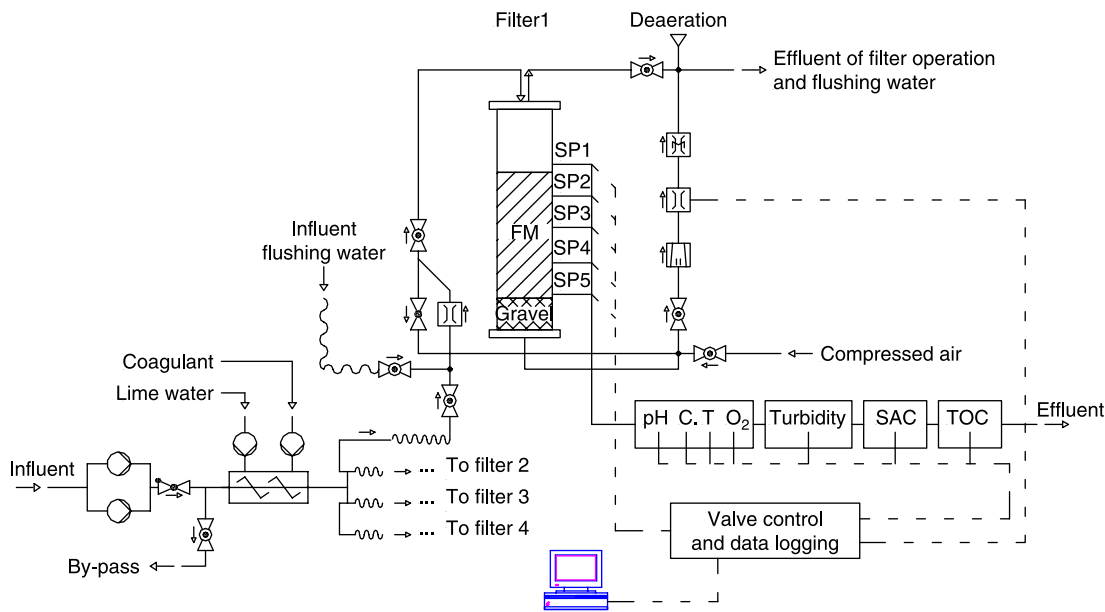 Filter1
Deaeration
Effluent of filter operation
and flushing water
SP1
SP2
SP3
FM
SP4
SP5
Gravel
Influent
flushing water
Compressed air
Coagulant
Lime water
pH C. T O2
Turbidity
SAC
TOC
Effluent
Influent
... To filter 2
... To filter 3
... To filter 4
By-pass
Valve control
and data logging